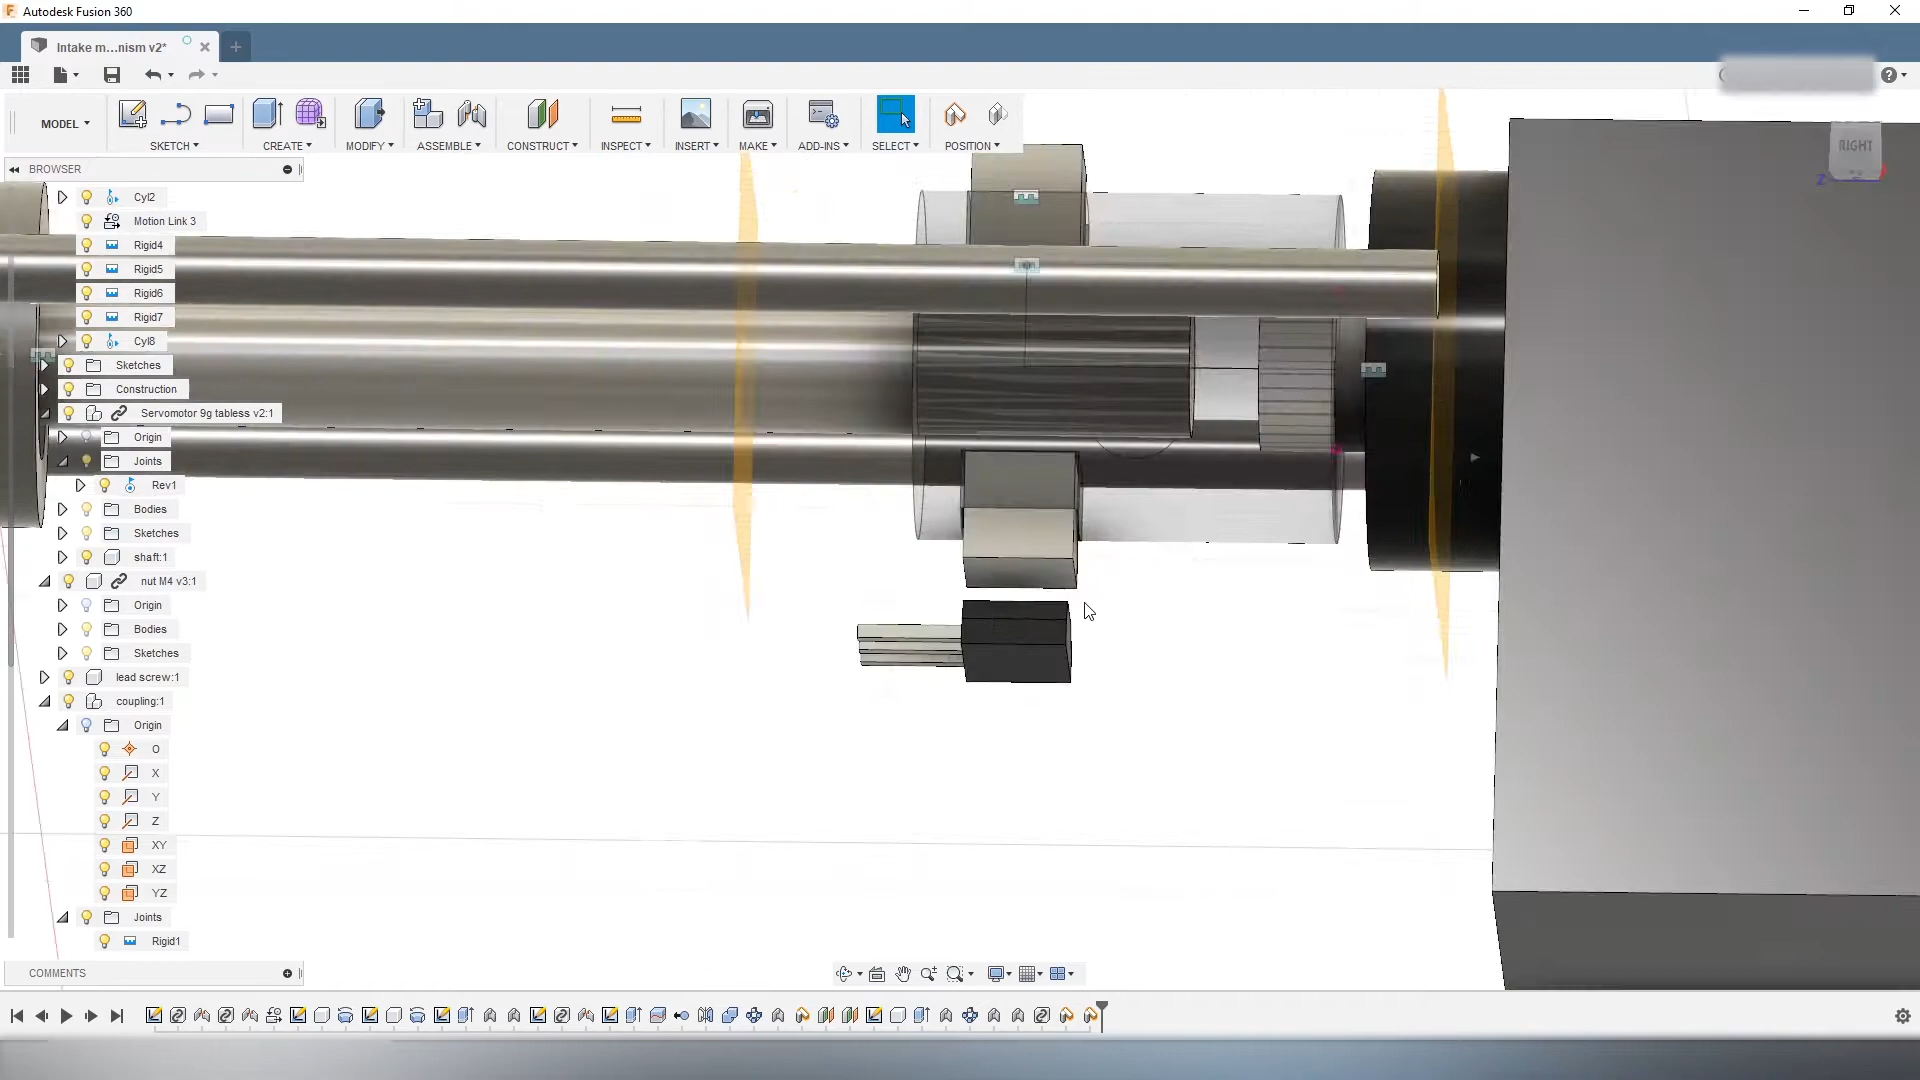 Autodesk Fusion 360
Intake m...nism v2*
MODEL
SKETCH
CREATE
MODIFY
ASSEMBLE
CONSTRUCT
INSPECT
INSERT
MAKE
ADD-INS
SELECT
POSITION
RIGHT
Z
BROWSER
Cyl2
Motion Link 3
Rigid4
Rigid5
Rigid6
Rigid7
Cyl8
Sketches
Construction
Servomotor 9g tabless v2:1
Origin
Joints
Rev1
Bodies
Sketches
shaft:1
nut M4 v3:1
Origin
Bodies
Sketches
lead screw:1
coupling:1
Origin
O
X
Y
Z
XY
XZ
YZ
Joints
Rigid1
COMMENTS